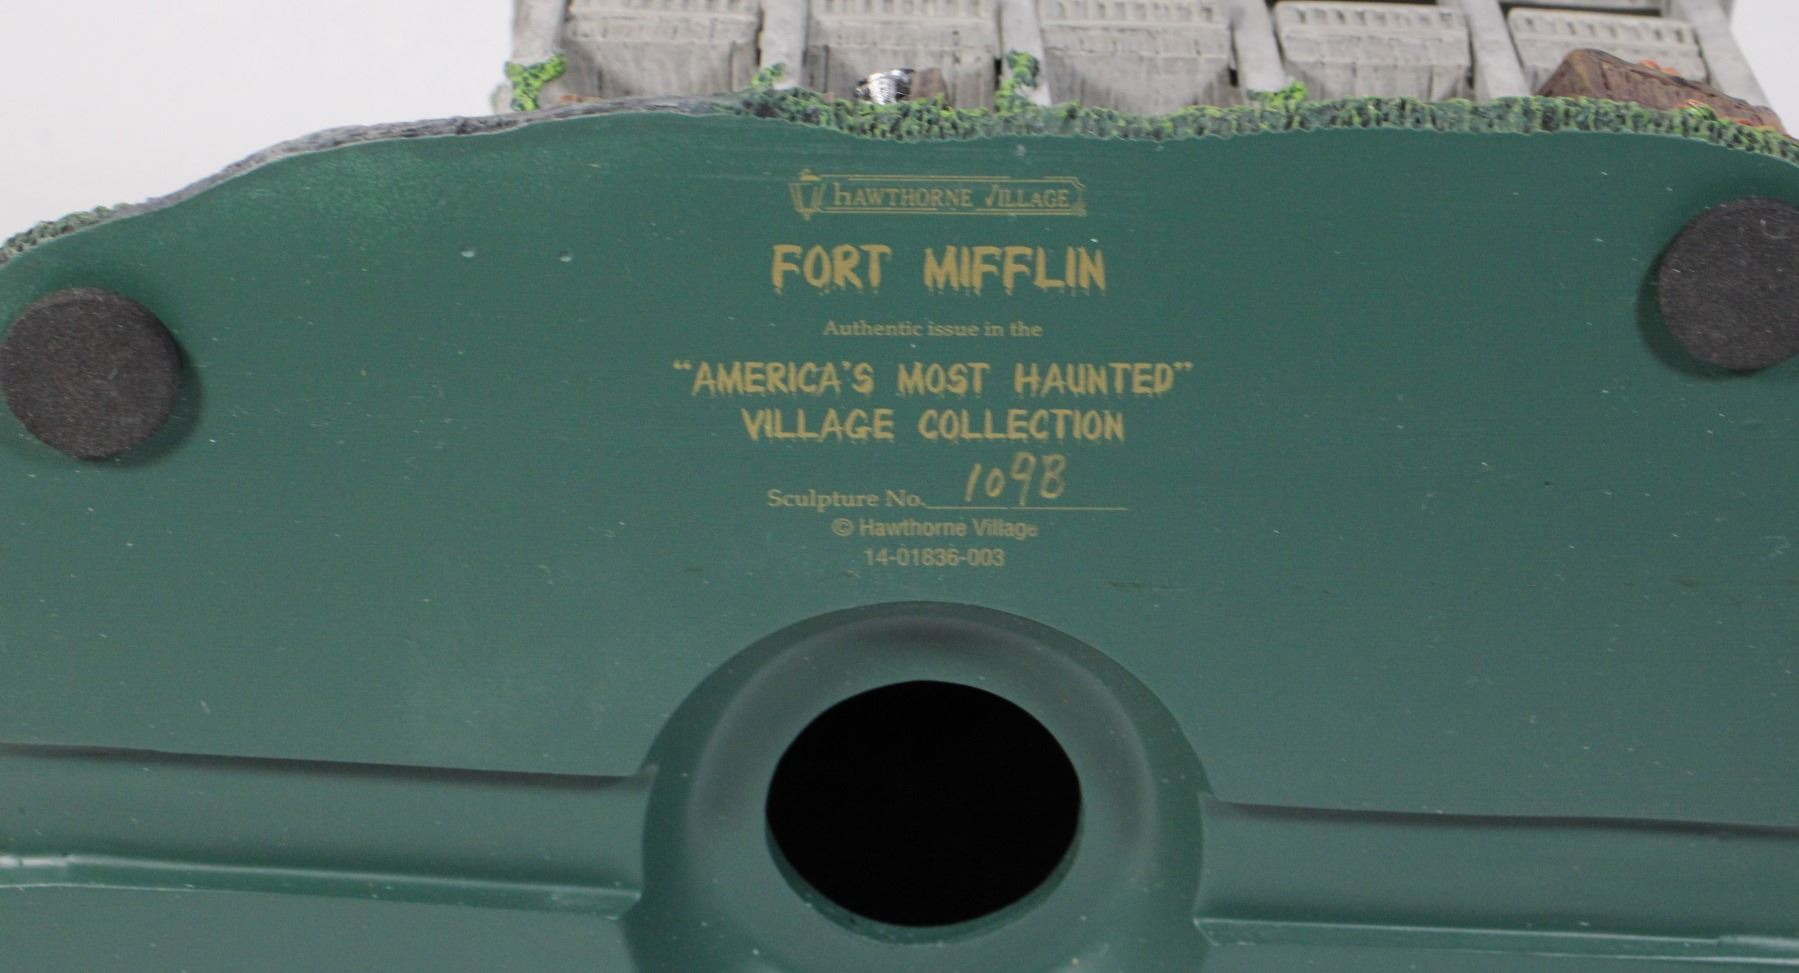 HAWTHORNE VILLAGE
FORT MIFFLIN
Authentic issue in the
“AMERICA'S MOST HAUNTED”
VILLAGE COLLECTION
Sculpture No. 1098
© Hawthorne Village
14-01836-003